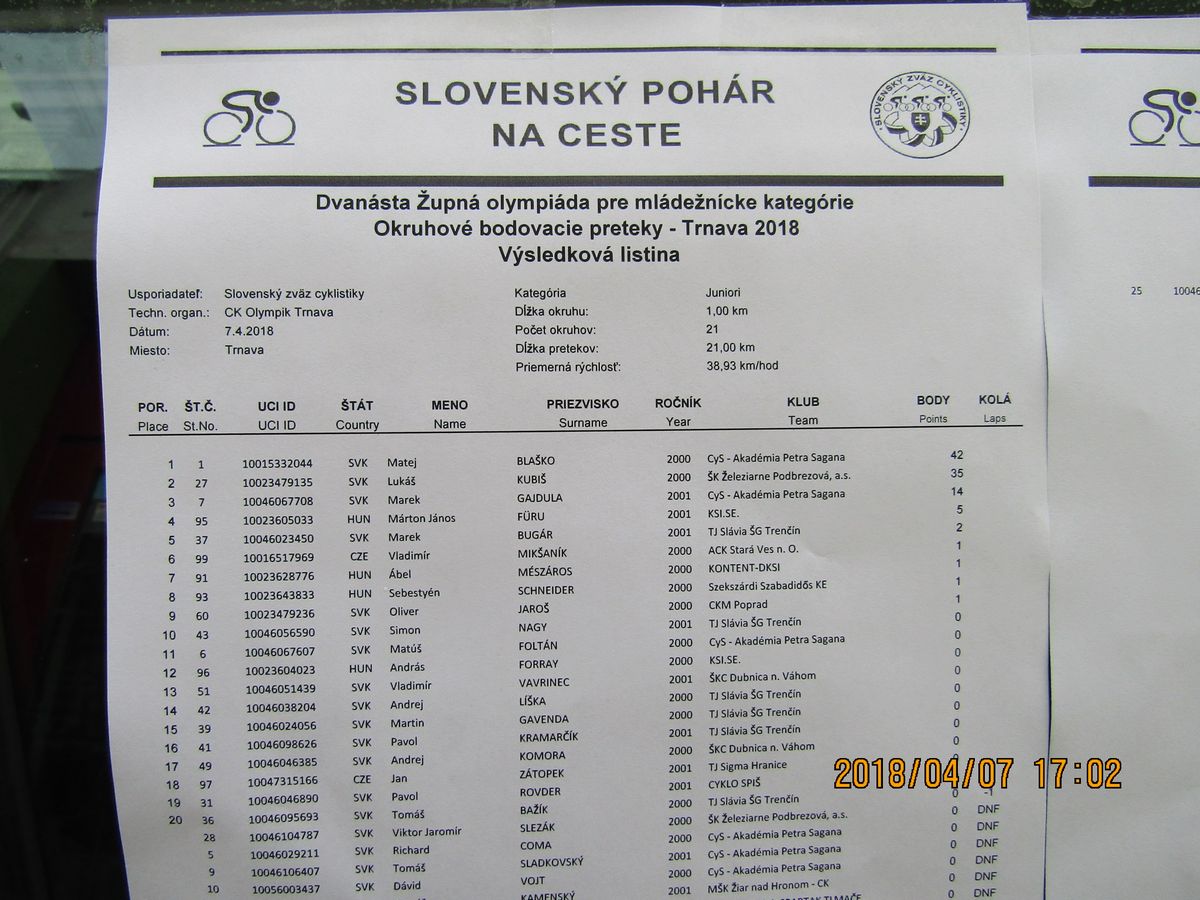 SLOVENSKÝ POHÁR
NA CESTE
SLOVENSKÝ ZVÄZ CYKLISTIKY
Dvanásta Župná olympiáda pre mládežnícke kategórie
Okruhové bodovacie preteky - Trnava 2018
Výsledková listina
Usporiadateľ: Slovenský zväz cyklistiky Kategória Juniori
Techn. organ.: CK Olympik Trnava Dĺžka okruhu: 1,00 km
Dátum: 7.4.2018 Počet okruhov: 21
Miesto: Trnava Dĺžka pretekov: 21,00 km
Priemerná rýchlosť: 38,93 km/hod
POR. ŠT.Č. UCI ID ŠTÁT MENO PRIEZVISKO ROČNÍK KLUB BODY KOLÁ
Place St.No. UCI ID Country Name Surname Year Team Points Laps
1 1 10015332044 SVK Matej BLAŠKO 2000 CyS - Akadémia Petra Sagana 42
2 27 10023479135 SVK Lukáš KUBIŠ 2000 ŠK Železiarne Podbrezová, a.s. 35
3 7 10046067708 SVK Marek GAJDULA 2001 CyS - Akadémia Petra Sagana 14
4 95 10023605033 HUN Márton János FÜRU 2001 KSI.SE. 5
5 37 10046023450 SVK Marek BUGÁR 2001 TJ Slávia ŠG Trenčín 2
6 99 10016517969 CZE Vladimír MIKŠANÍK 2000 ACK Stará Ves n. O. 1
7 91 10023628776 HUN Ábel MÉSZÁROS 2000 KONTENT-DKSI 1
8 93 10023643833 HUN Sebestyén SCHNEIDER 2000 Szekszárdi Szabadidős KE 1
9 60 10023479236 SVK Oliver JAROŠ 2000 CKM Poprad 1
10 43 10046056590 SVK Simon NAGY 2001 TJ Slávia ŠG Trenčín 0
11 6 10046067607 SVK Matúš FOLTÁN 2000 CyS - Akadémia Petra Sagana 0
12 96 10023604023 HUN András FORRAY 2000 KSI.SE. 0
13 51 10046051439 SVK Vladimír VAVRINEC 2001 ŠKC Dubnica n. Váhom 0
14 42 10046038204 SVK Andrej LÍŠKA 2000 TJ Slávia ŠG Trenčín 0
15 39 10046024056 SVK Martin GAVENDA 2000 TJ Slávia ŠG Trenčín 0
16 41 10046098626 SVK Pavol KRAMARČÍK 2000 TJ Slávia ŠG Trenčín 0
17 49 10046046385 SVK Andrej KOMORA 2000 ŠKC Dubnica n. Váhom
18 97 10047315166 CZE Jan ZÁTOPEK 2001 TJ Sigma Hranice
19 31 10046046890 SVK Pavol ROVDER 2001 CYKLO SPIŠ 0 -1
20 36 10046095693 SVK Tomáš BAŽÍK 2000 TJ Slávia ŠG Trenčín 0 DNF
28 10046104787 SVK Viktor Jaromír SLEZÁK 2000 ŠK Železiarne Podbrezová, a.s. 0 DNF
5 10046029211 SVK Richard COMA 2000 CyS - Akadémia Petra Sagana 0 DNF
9 10046106407 SVK Tomáš SLADKOVSKÝ 2001 CyS - Akadémia Petra Sagana 0 DNF
10 10056003437 SVK Dávid VOJT 2000 CyS - Akadémia Petra Sagana 0 DNF
KAMENSKÝ 2001 MŠK Žiar nad Hronom - CK 0 DNF
25 10046
2018/04/07 17:02